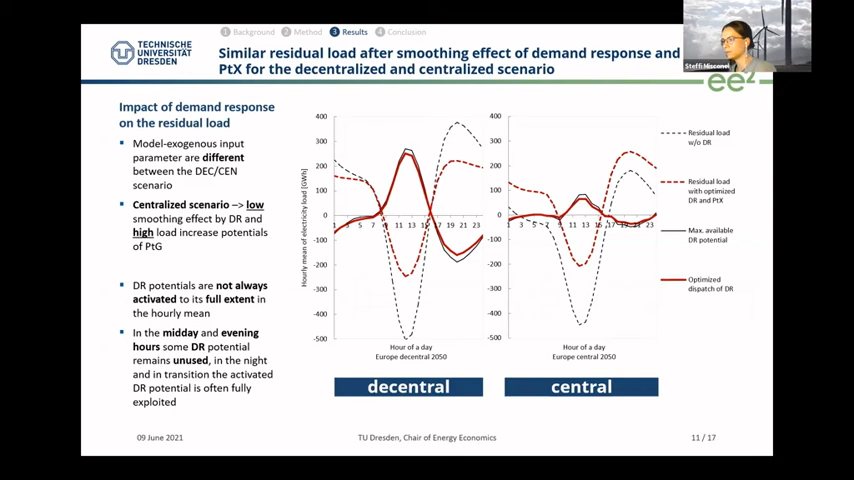 1 Background 2 Method 3 Results 4 Conclusion
TECHNISCHE
UNIVERSITÄT
DRESDEN
Similar residual load after smoothing effect of demand response and
PtX for the decentralized and centralized scenario
Steffi Misconel
ee2
Impact of demand response
on the residual load
Model-exogenous input
parameter are different
between the DEC/CEN
scenario
Centralized scenario –> low
smoothing effect by DR and
high load increase potentials
of PtG
DR potentials are not always
activated to its full extent in
the hourly mean
In the midday and evening
hours some DR potential
remains unused, in the night
and in transition the activated
DR potential is often fully
exploited
Hourly mean of electricity load [GWh]
400
300
200
100
0
-100
-200
-300
-400
-500
1 3 5 7 9 11 13 15 17 19 21 23
Hour of a day
Europe decentral 2050
decentral
400
300
200
100
0
-100
-200
-300
-400
-500
1 3 5 7 9 11 13 15 17 19 21 23
Hour of a day
Europe central 2050
central
Residual load
w/o DR
Residual load
with optimized
DR and PtX
Max. available
DR potential
Optimized
dispatch of DR
09 June 2021
TU Dresden, Chair of Energy Economics
11 / 17